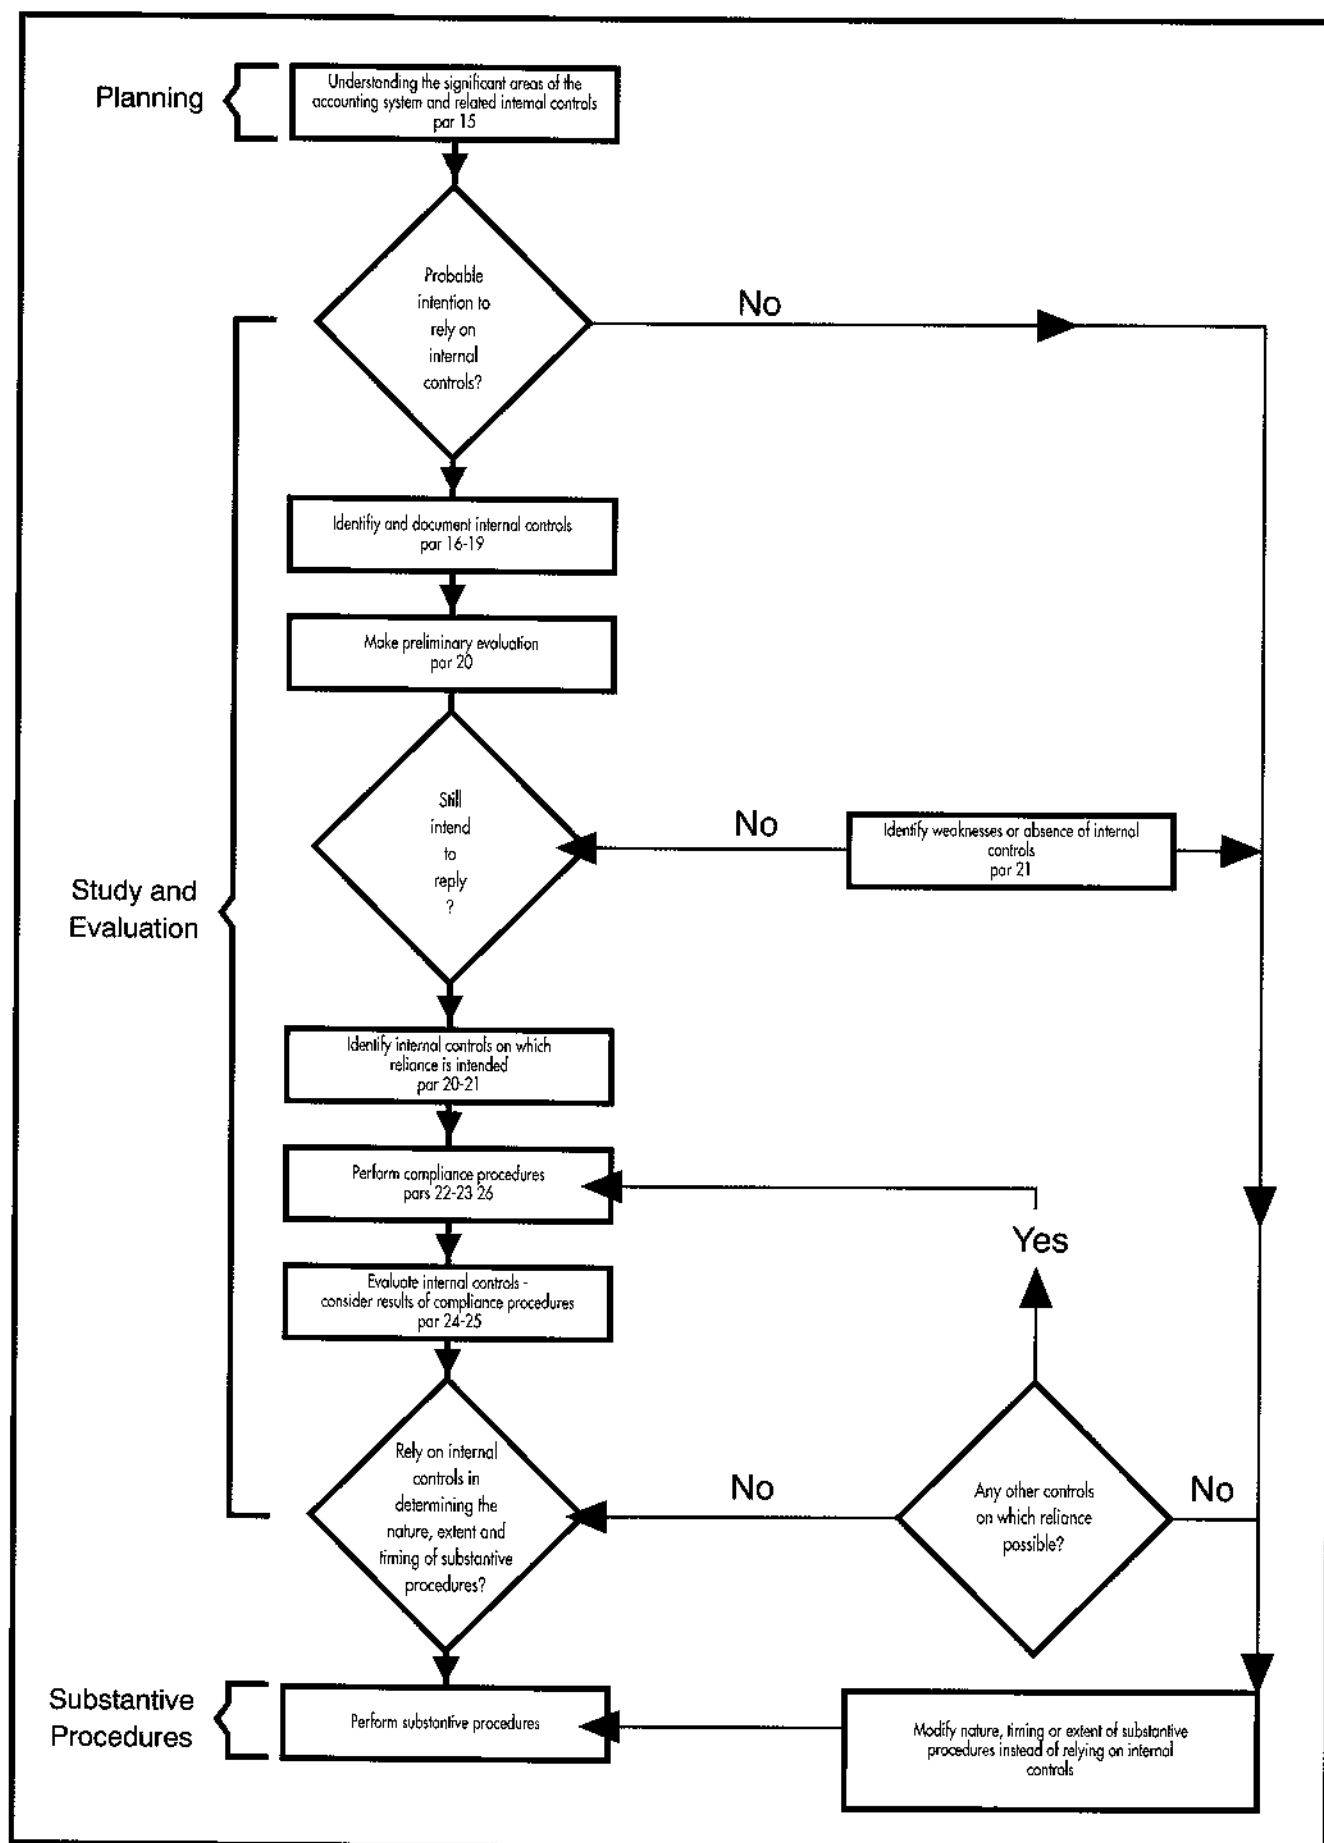 Planning
Understanding the significant areas of the
accounting system and related internal controls
par 15
Probable
intention to
rely on
internal
controls?
No
Identifiy and document internal controls
par 16-19
Make preliminary evaluation
par 20
Still
intend
to
reply
?
No
Identify weaknesses or absence of internal
controls
par 21
Study and
Evaluation
Identify internal controls on which
reliance is intended
par 20-21
Perform compliance procedures
pars 22-23 26
Yes
Evaluate internal controls -
consider results of compliance procedures
par 24-25
Rely on internal
controls in
determining the
nature, extent and
timing of substantive
procedures?
No
Any other controls
on which reliance
possible?
No
Substantive
Procedures
Perform substantive procedures
Modify nature, timing or extent of substantive
procedures instead of relying on internal
controls